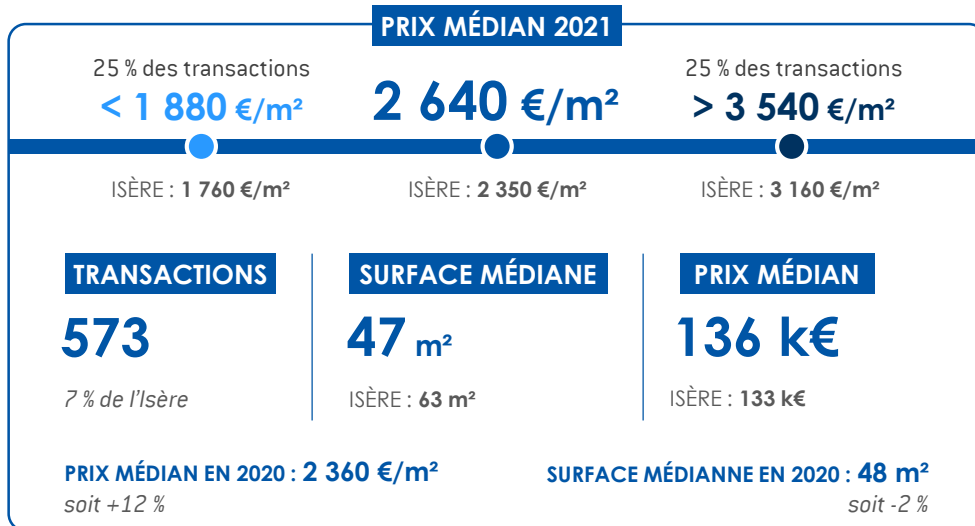 PRIX MÉDIAN 2021
25 % des transactions
< 1 880 €/m²
2 640 €/m²
25 % des transactions
> 3 540 €/m²
ISÈRE : 1 760 €/m²
ISÈRE : 2 350 €/m²
ISÈRE : 3 160 €/m²
TRANSACTIONS
573
7 % de l'Isère
SURFACE MÉDIANE
47 m²
ISÈRE : 63 m²
PRIX MÉDIAN
136 k€
ISÈRE : 133 k€
PRIX MÉDIAN EN 2020 : 2 360 €/m²
soit +12 %
SURFACE MÉDIANNE EN 2020 : 48 m²
soit -2 %